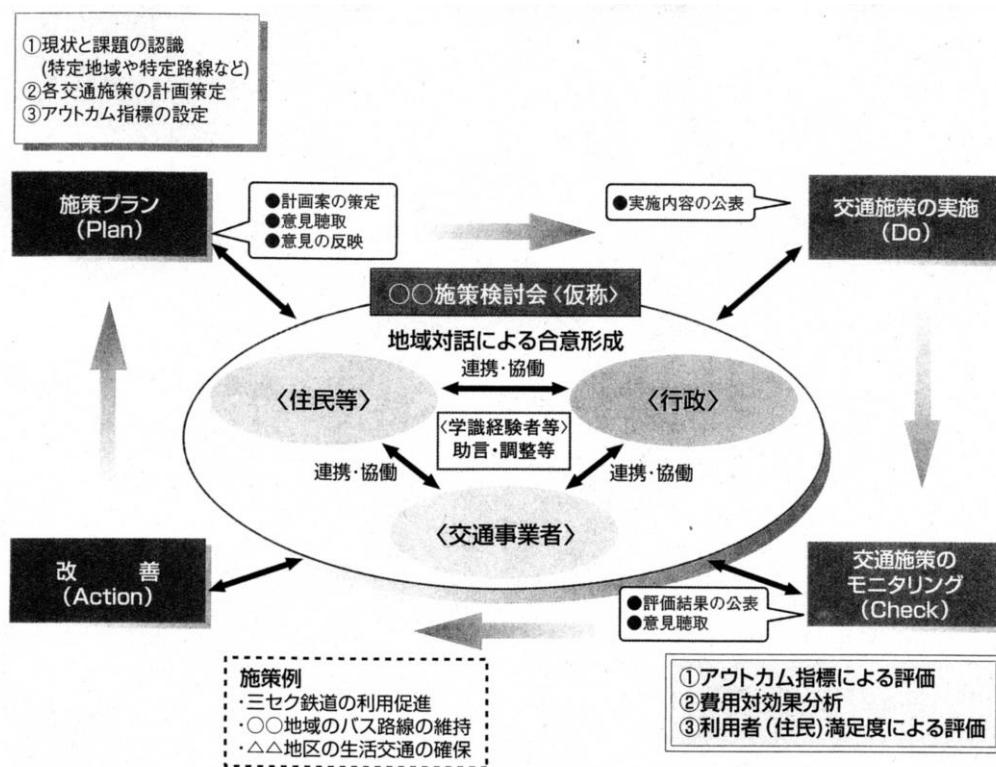 ①現状と課題の認識
(特定地域や特定路線など)
②各交通施策の計画策定
③アウトカム指標の設定
施策プラン
(Plan)
●計画案の策定
●意見聴取
●意見の反映
●実施内容の公表
交通施策の実施
(Do)
○○施策検討会〈仮称〉
地域対話による合意形成
連携・協働
〈住民等〉
〈行政〉
〈学識経験者等〉
助言・調整等
連携・協働
連携・協働
〈交通事業者〉
改　善
(Action)
交通施策の
モニタリング
(Check)
●評価結果の公表
●意見聴取
施策例
・三セク鉄道の利用促進
・○○地域のバス路線の維持
・△△地区の生活交通の確保
①アウトカム指標による評価
②費用対効果分析
③利用者(住民)満足度による評価